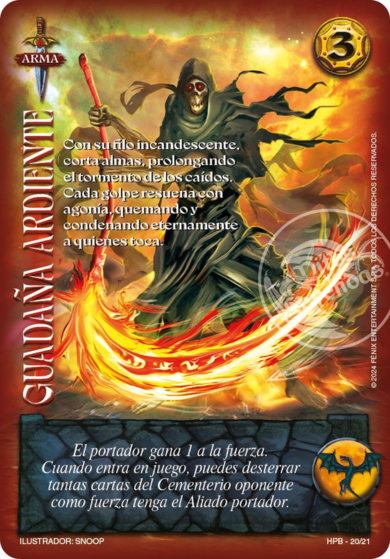 ARMA
3
GUADAÑA ARDIENTE
Con su filo incandescente,
corta almas, prolongando
el tormento de los caídos.
Cada golpe resuena con
agonía, quemando y
condenando eternamente
a quienes toca.
© 2024 FÉNIX ENTERTAINMENT TODOS LOS DERECHOS RESERVADOS.
El portador gana 1 a la fuerza.
Cuando entra en juego, puedes desterrar
tantas cartas del Cementerio oponente
como fuerza tenga el Aliado portador.
ILUSTRADOR: SNOOP
HPB - 20/21